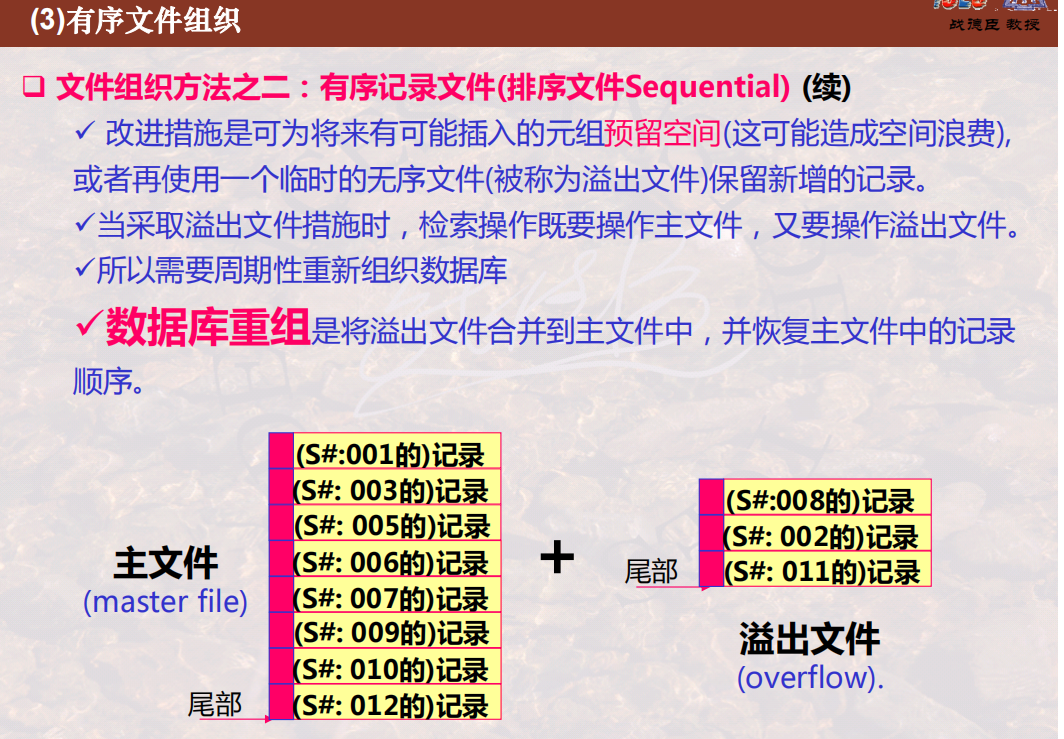 (3)有序文件组织
战德臣 教授
❑ 文件组织方法之二：有序记录文件(排序文件Sequential) (续)
✓ 改进措施是可为将来有可能插入的元组预留空间(这可能造成空间浪费),
或者再使用一个临时的无序文件(被称为溢出文件)保留新增的记录。
✓当采取溢出文件措施时，检索操作既要操作主文件，又要操作溢出文件。
✓所以需要周期性重新组织数据库
✓数据库重组是将溢出文件合并到主文件中，并恢复主文件中的记录
顺序。
主文件
(master file)
(S#:001的)记录
(S#: 003的)记录
(S#: 005的)记录
(S#: 006的)记录
(S#: 007的)记录
(S#: 009的)记录
(S#: 010的)记录
(S#: 012的)记录
尾部
+
(S#:008的)记录
(S#: 002的)记录
(S#: 011的)记录
尾部
溢出文件
(overflow).